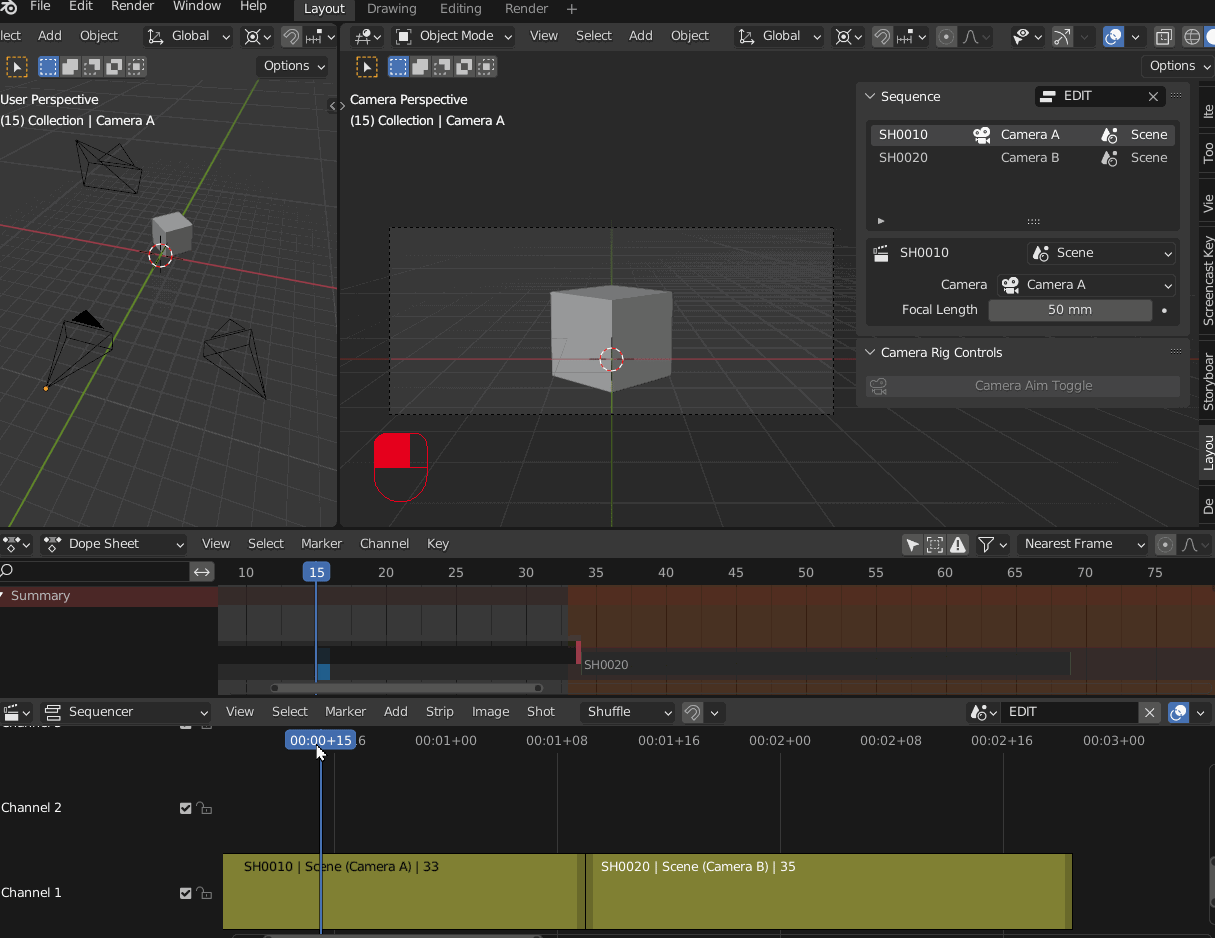 File Edit Render Window Help Layout Drawing Editing Render +
lect Add Object Global
Object Mode View Select Add Object Global
Options
Options
User Perspective
(15) Collection | Camera A
Camera Perspective
(15) Collection | Camera A
Sequence EDIT
SH0010 Camera A Scene
SH0020 Camera B Scene
SH0010 Scene
Camera Camera A
Focal Length 50 mm
Camera Rig Controls
Camera Aim Toggle
Ite
Too
Vie
Screencast Key
Storyboar
Layou
De
Dope Sheet View Select Marker Channel Key Nearest Frame
10 15 20 25 30 35 40 45 50 55 60 65 70 75
Summary
SH0020
Sequencer View Select Marker Add Strip Image Shot Shuffle EDIT
00:00+15 6 00:01+00 00:01+08 00:01+16 00:02+00 00:02+08 00:02+16 00:03+00
Channel 2
SH0010 | Scene (Camera A) | 33
SH0020 | Scene (Camera B) | 35
Channel 1